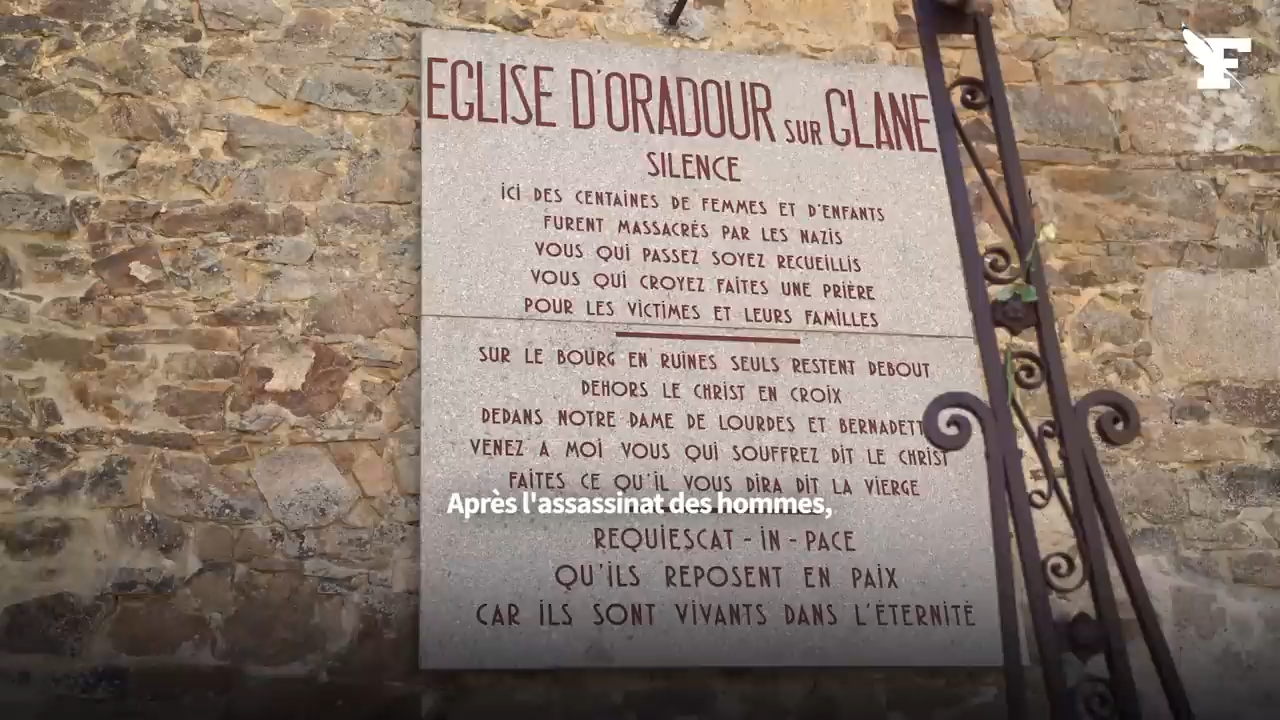 EGLISE D'ORADOUR SUR GLANE
SILENCE
ICI DES CENTAINES DE FEMMES ET D'ENFANTS
FURENT MASSACRÉS PAR LES NAZIS
VOUS QUI PASSEZ SOYEZ RECUEILLIS
VOUS QUI CROYEZ FAITES UNE PRIÈRE
POUR LES VICTIMES ET LEURS FAMILLES
SUR LE BOURG EN RUINES SEULS RESTENT DEBOUT
DEHORS LE CHRIST EN CROIX
DEDANS NOTRE DAME DE LOURDES ET BERNADETT
VENEZ A MOI VOUS QUI SOUFFREZ DIT LE CHRIST
FAITES CE QU'IL VOUS DIRA DIT LA VIERGE
Après l'assassinat des hommes,
REQUIESCAT - IN - PACE
QU'ILS REPOSENT EN PAIX
CAR ILS SONT VIVANTS DANS L'ÉTERNITÉ